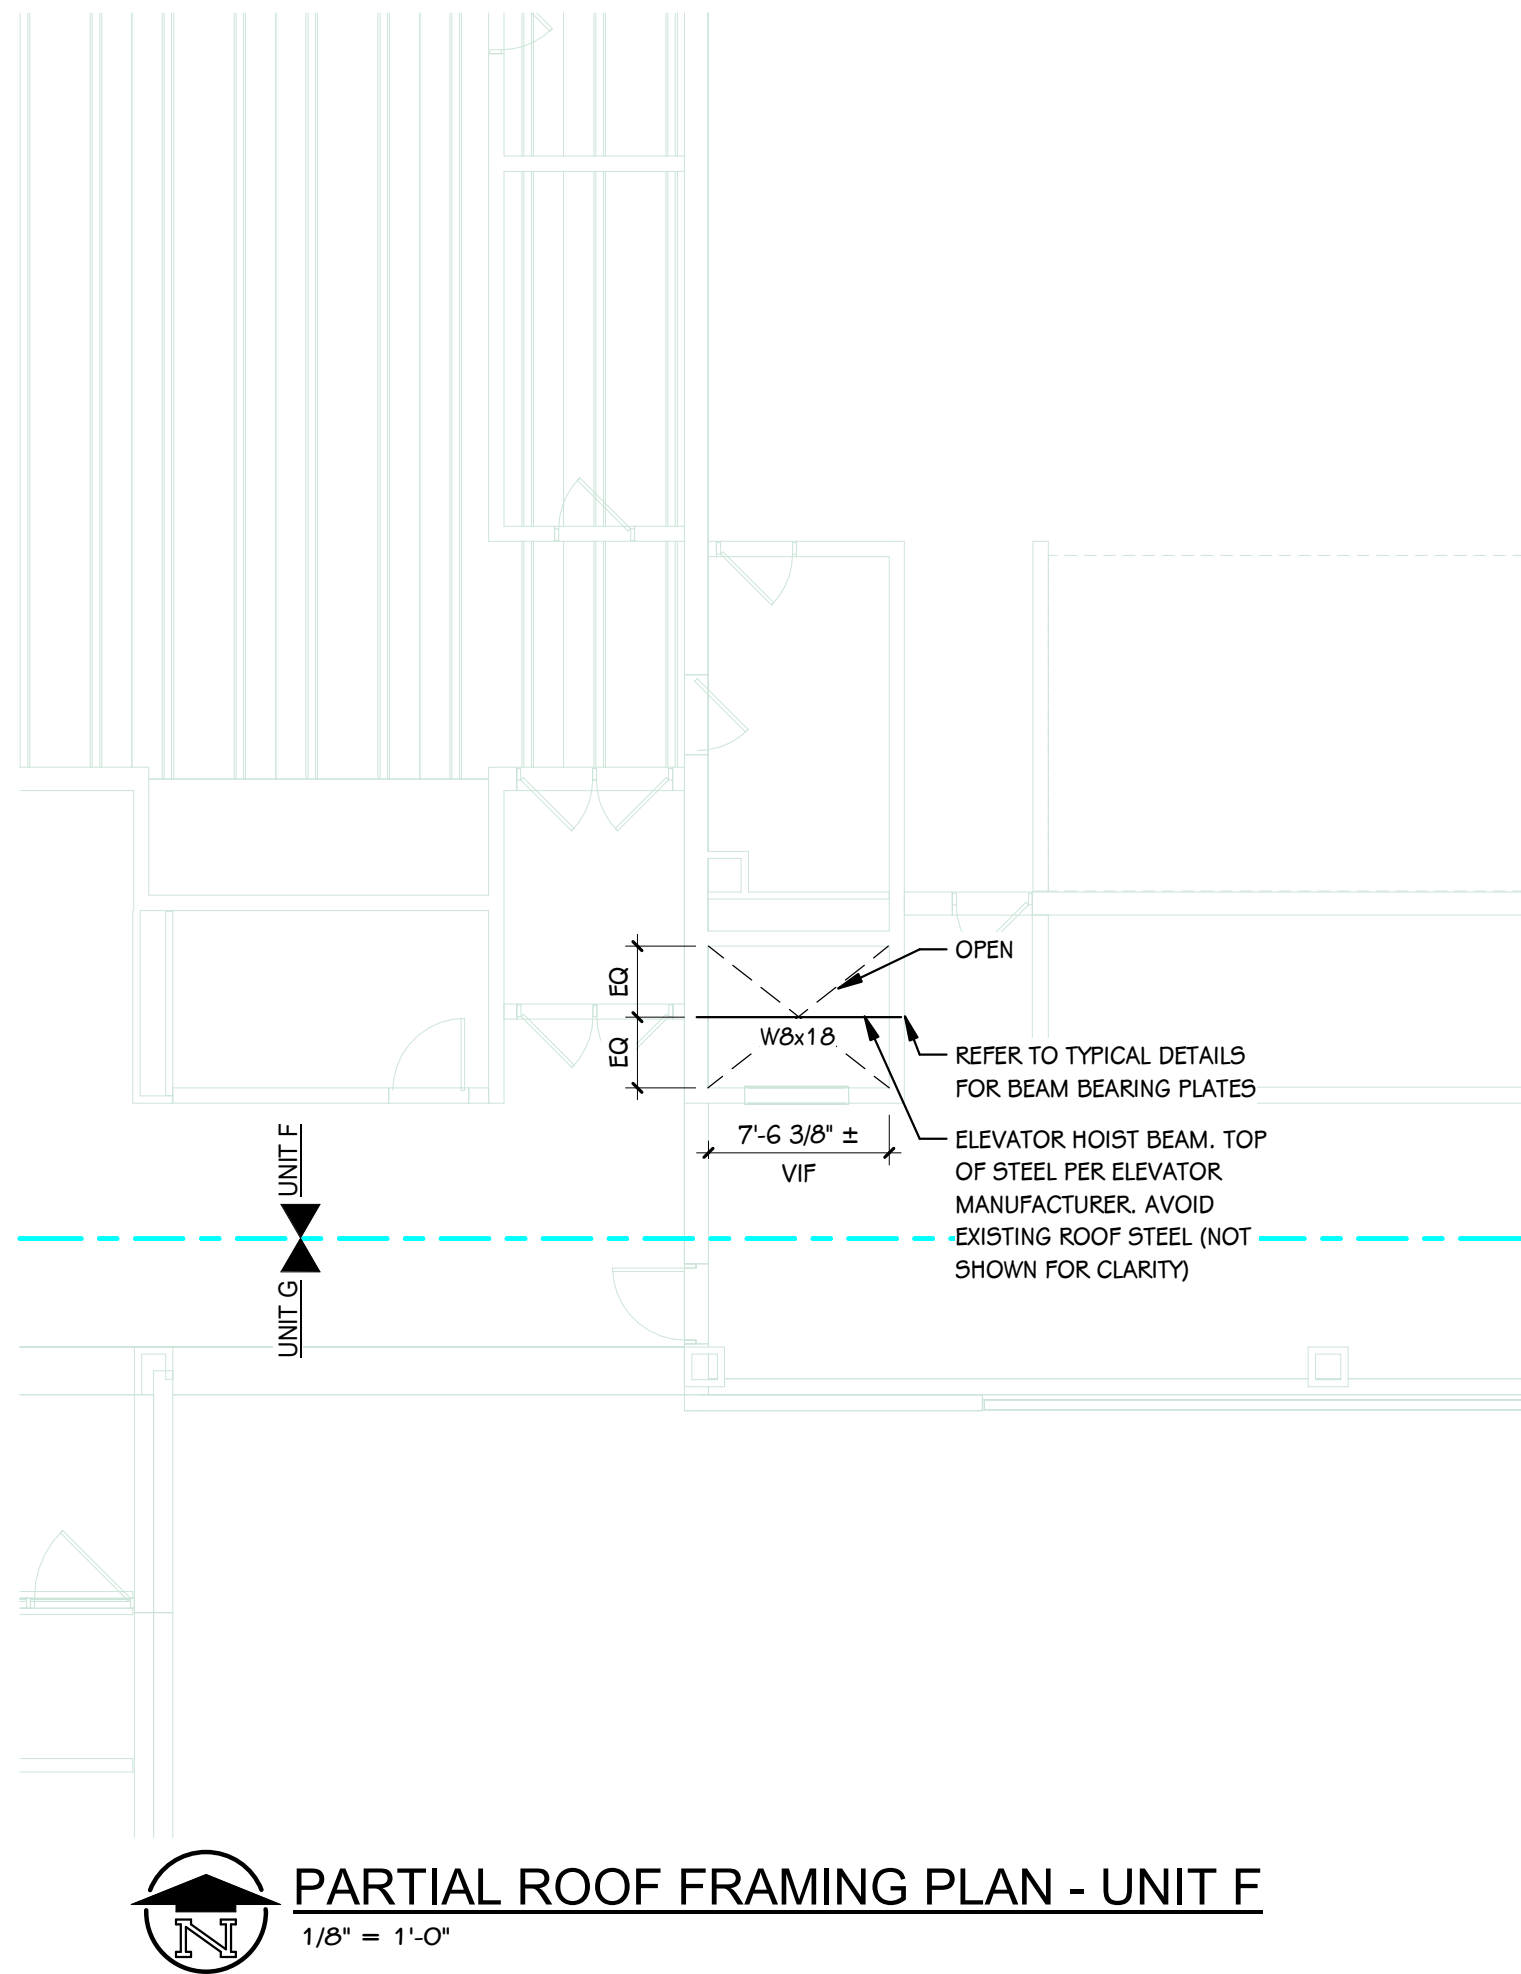 OPEN
EQ
EQ
W8x18
REFER TO TYPICAL DETAILS
FOR BEAM BEARING PLATES
7'-6 3/8" ±
VIF
ELEVATOR HOIST BEAM. TOP
OF STEEL PER ELEVATOR
MANUFACTURER. AVOID
EXISTING ROOF STEEL (NOT
SHOWN FOR CLARITY)
UNIT F
UNIT G
N
PARTIAL ROOF FRAMING PLAN - UNIT F
1/8" = 1'-0"